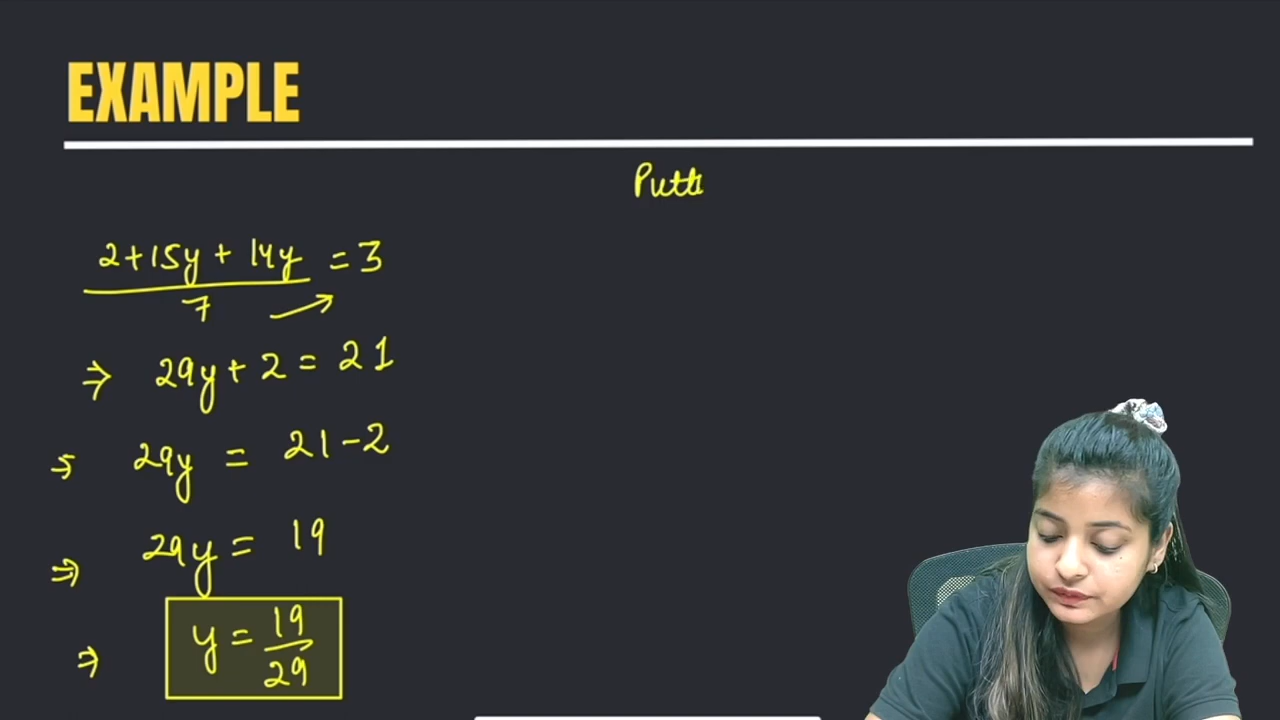 EXAMPLE
Putti
2+15y+14y/7 = 3
⇒ 29y+2 = 21
⇒ 29y = 21-2
⇒ 29y = 19
⇒ y = 19/29